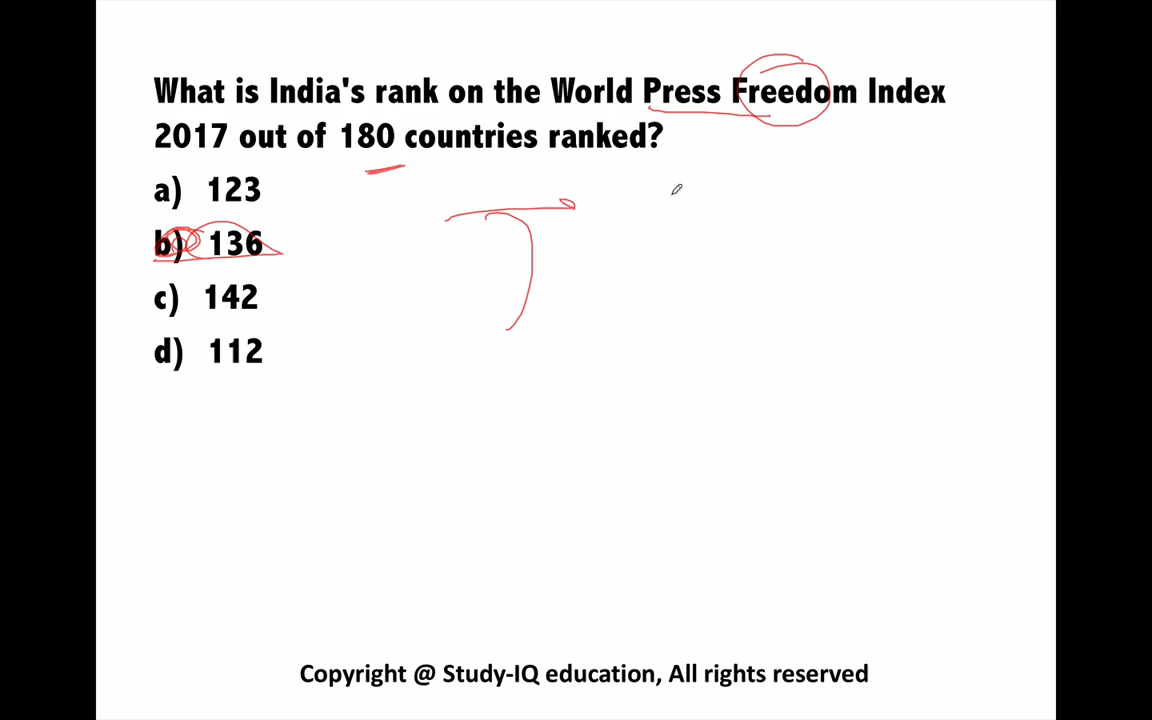 What is India's rank on the World Press Freedom Index
2017 out of 180 countries ranked?
a) 123
b) 136
c) 142
d) 112
Copyright @ Study-IQ education, All rights reserved